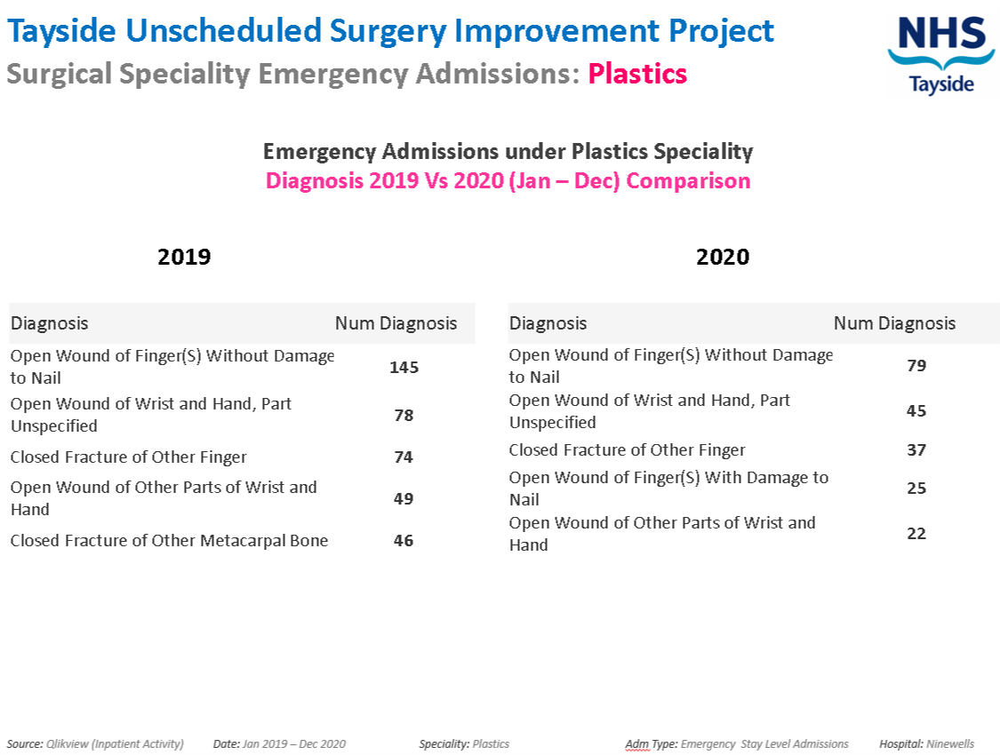 Tayside Unscheduled Surgery Improvement Project
Surgical Speciality Emergency Admissions: Plastics
NHS
Tayside
Emergency Admissions under Plastics Speciality
Diagnosis 2019 Vs 2020 (Jan – Dec) Comparison
2019
Diagnosis Num Diagnosis
Open Wound of Finger(S) Without Damage
to Nail
145
Open Wound of Wrist and Hand, Part
Unspecified
78
Closed Fracture of Other Finger 74
Open Wound of Other Parts of Wrist and
Hand
49
Closed Fracture of Other Metacarpal Bone 46
2020
Diagnosis Num Diagnosis
Open Wound of Finger(S) Without Damage
to Nail
79
Open Wound of Wrist and Hand, Part
Unspecified
45
Closed Fracture of Other Finger 37
Open Wound of Finger(S) With Damage to
Nail
25
Open Wound of Other Parts of Wrist and
Hand
22
Source: Qlikview (Inpatient Activity) Date: Jan 2019 – Dec 2020 Speciality: Plastics Adm Type: Emergency Stay Level Admissions Hospital: Ninewells